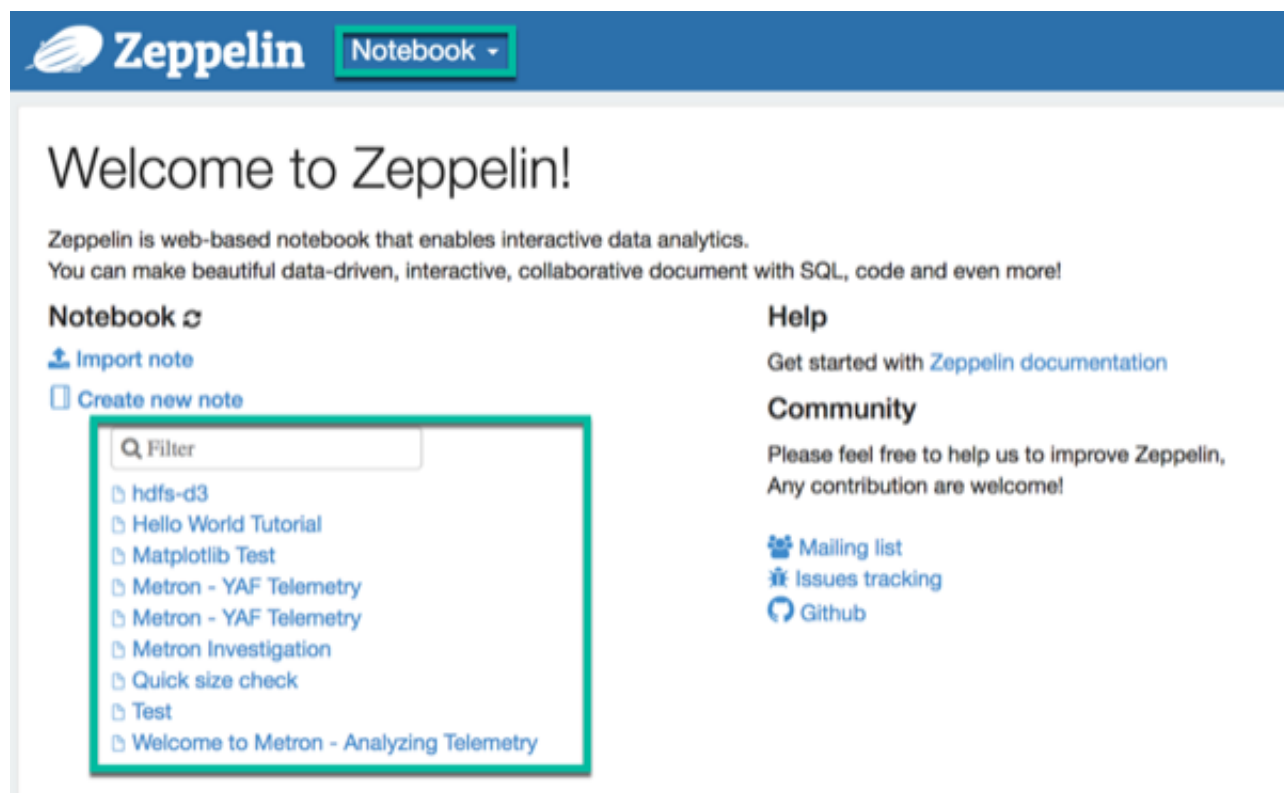 Zeppelin Notebook
Welcome to Zeppelin!
Zeppelin is web-based notebook that enables interactive data analytics.
You can make beautiful data-driven, interactive, collaborative document with SQL, code and even more!
Notebook
Import note
Create new note
Filter
hdfs-d3
Hello World Tutorial
Matplotlib Test
Metron - YAF Telemetry
Metron - YAF Telemetry
Metron Investigation
Quick size check
Test
Welcome to Metron - Analyzing Telemetry
Help
Get started with Zeppelin documentation
Community
Please feel free to help us to improve Zeppelin,
Any contribution are welcome!
Mailing list
Issues tracking
Github